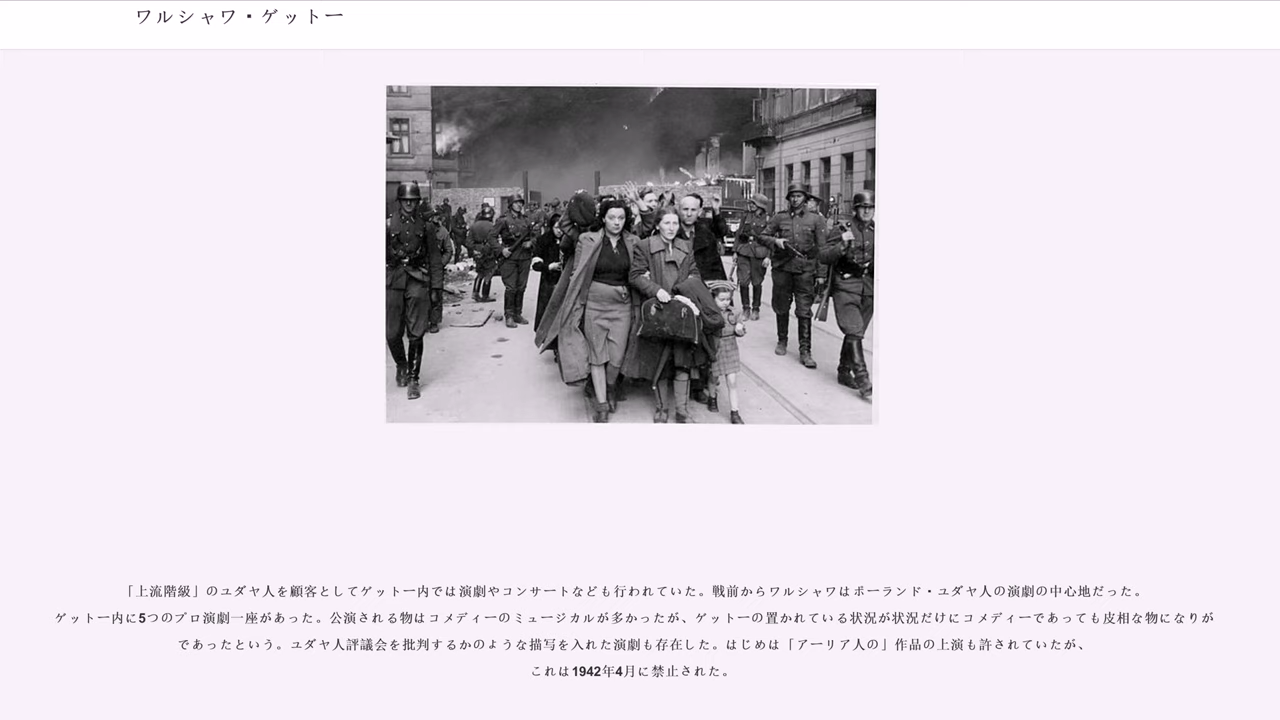 ワルシャワ・ゲットー
「上流階級」のユダヤ人を顧客としてゲットー内では演劇やコンサートなども行われていた。戦前からワルシャワはポーランド・ユダヤ人の演劇の中心地だった。
ゲットー内に5つのプロ演劇一座があった。公演される物はコメディーのミュージカルが多かったが、ゲットーの置かれている状況が状況だけにコメディーであっても皮相な物になりが
であったという。ユダヤ人評議会を批判するかのような描写を入れた演劇も存在した。はじめは「アーリア人の」作品の上演も許されていたが、
これは1942年4月に禁止された。